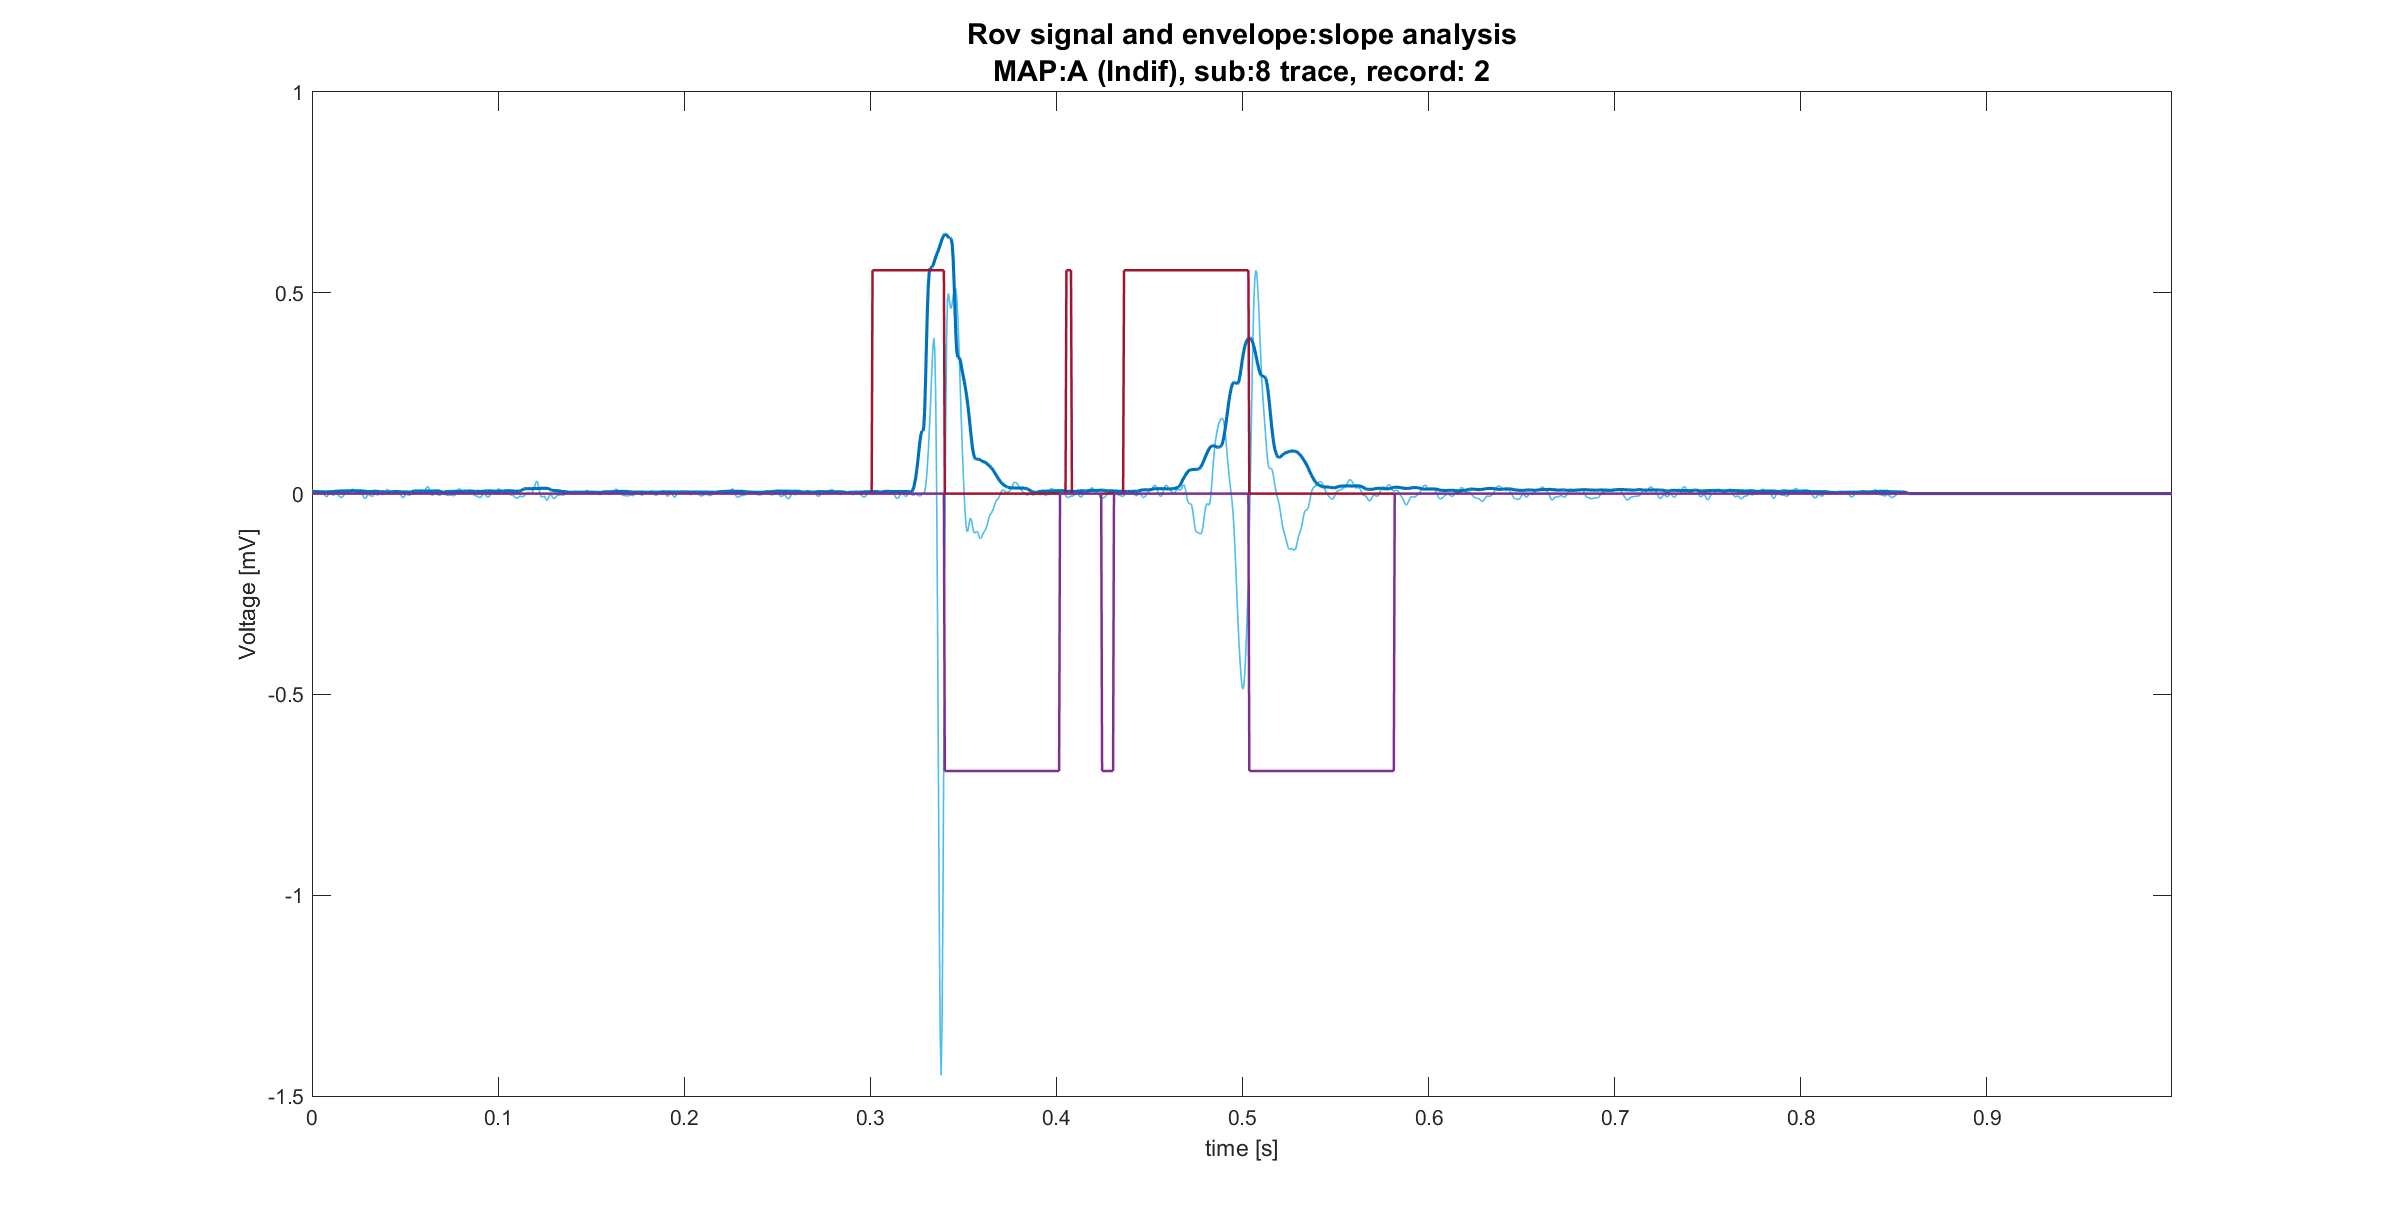 Rov signal and envelope:slope analysis
MAP:A (Indif), sub:8 trace, record: 2
1
0.5
0
-0.5
-1
-1.5
Voltage [mV]
0 0.1 0.2 0.3 0.4 0.5 0.6 0.7 0.8 0.9
time [s]